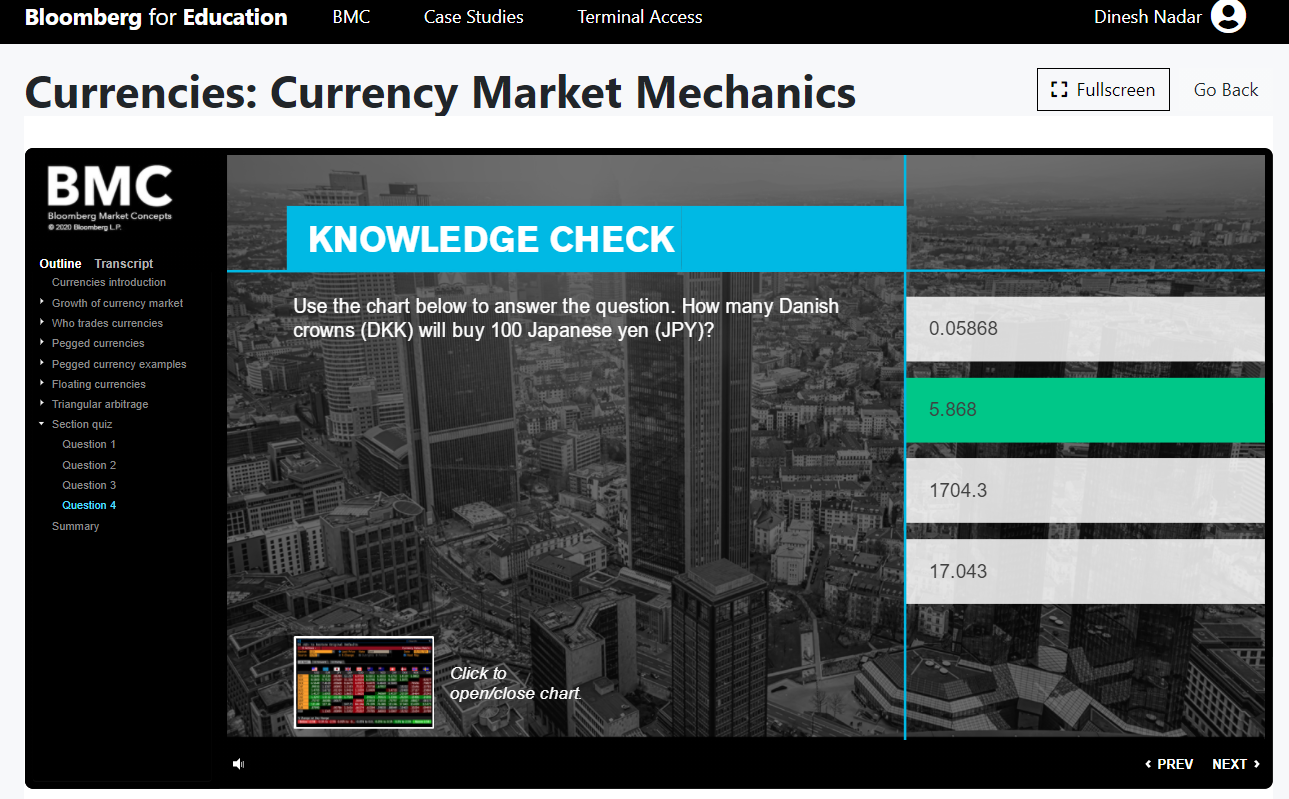 Bloomberg for Education
BMC
Case Studies
Terminal Access
Dinesh Nadar
Currencies: Currency Market Mechanics
Fullscreen
Go Back
BMC
Bloomberg Market Concepts
© 2020 Bloomberg L.P.
Outline
Transcript
Currencies introduction
Growth of currency market
Who trades currencies
Pegged currencies
Pegged currency examples
Floating currencies
Triangular arbitrage
Section quiz
Question 1
Question 2
Question 3
Question 4
Summary
KNOWLEDGE CHECK
Use the chart below to answer the question. How many Danish
crowns (DKK) will buy 100 Japanese yen (JPY)?
0.05868
5.868
1704.3
17.043
Click to
open/close chart.
PREV
NEXT